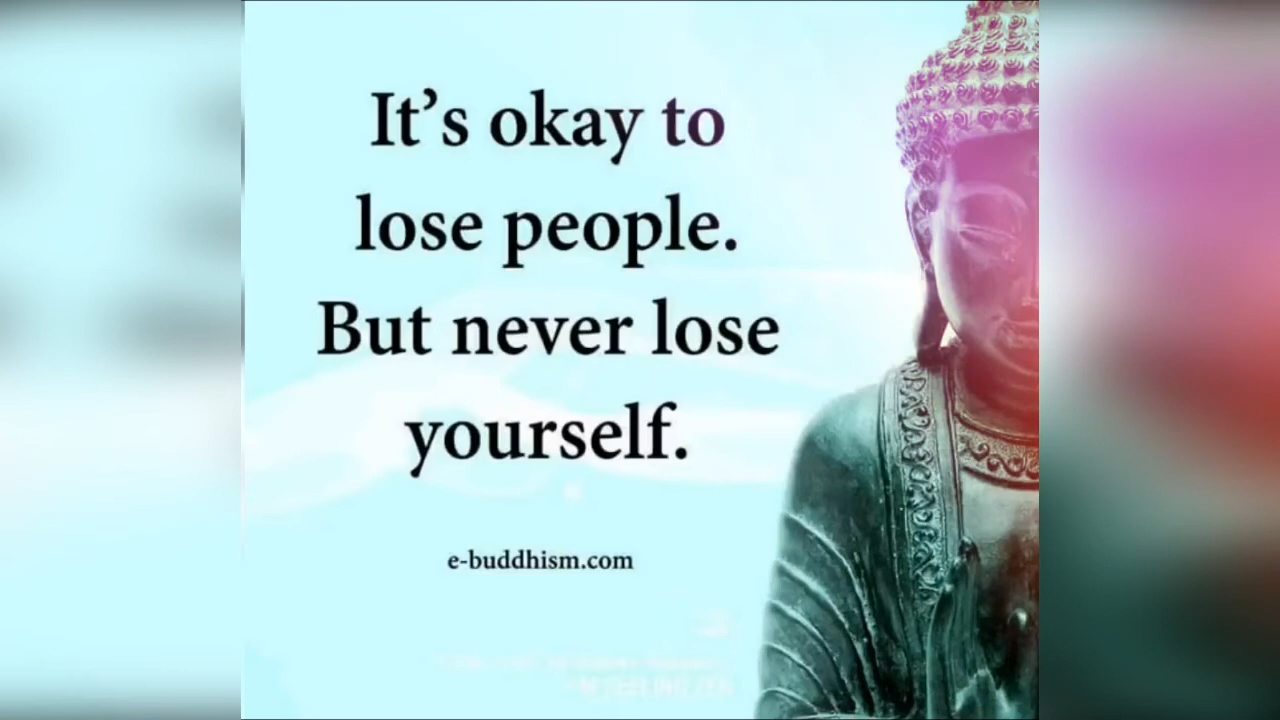 It’s okay to
lose people.
But never lose
yourself.
e-buddhism.com